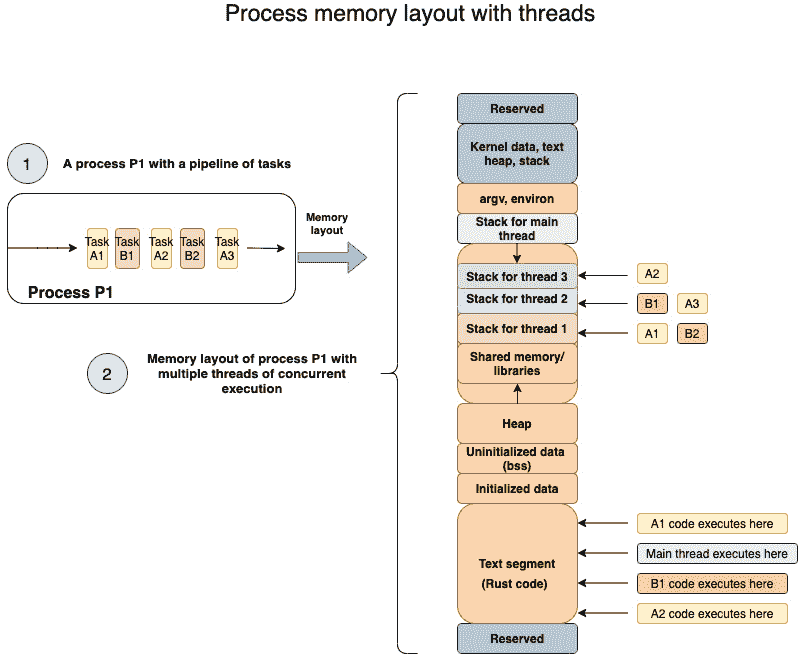 Process memory layout with threads
1
A process P1 with a pipeline of tasks
Task
A1
Task
B1
Task
A2
Task
B2
Task
A3
Process P1
Memory
layout
2
Memory layout of process P1 with
multiple threads of concurrent
execution
Reserved
Kernel data, text
heap, stack
argv, environ
Stack for main
thread
Stack for thread 3
A2
Stack for thread 2
B1
A3
Stack for thread 1
A1
B2
Shared memory/
libraries
Heap
Uninitialized data
(bss)
Initialized data
Text segment
(Rust code)
A1 code executes here
Main thread executes here
B1 code executes here
A2 code executes here
Reserved